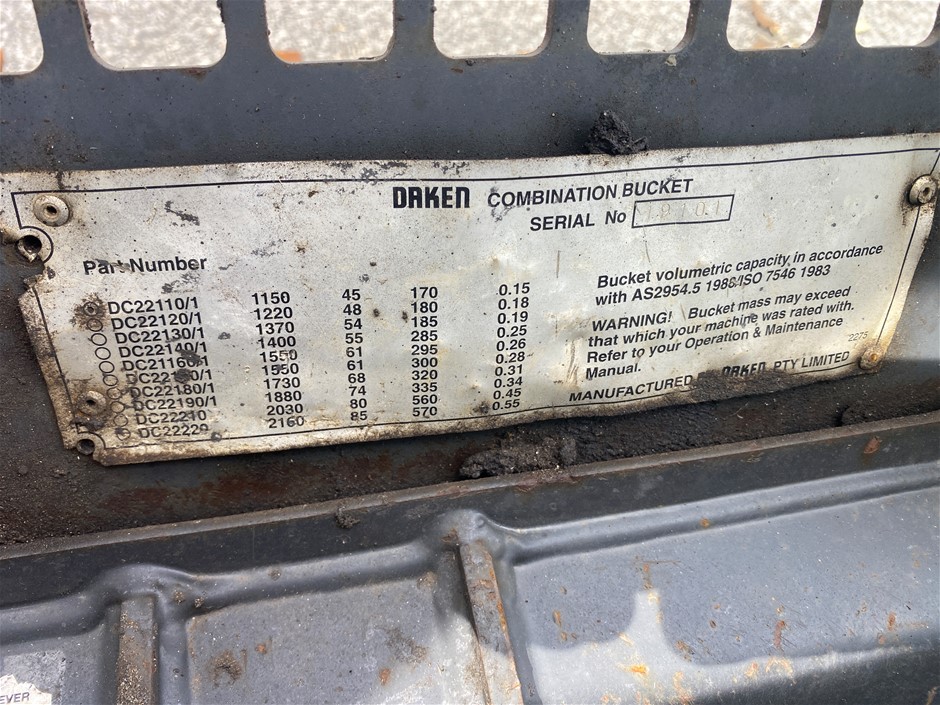 DAKEN COMBINATION BUCKET
SERIAL No
Part Number
DC22110/1 1150 45 170 0.15
DC22120/1 1220 48 180 0.18
DC22130/1 1370 54 185 0.19
DC22140/1 1400 55 285 0.25
1550 61 295 0.26
1550 61 300 0.28
DC22180/1 1730 68 320 0.31
DC22190/1 1880 74 335 0.34
DC22210 2030 80 560 0.45
DC22220 2160 85 570 0.55
Bucket volumetric capacity in accordance
with AS2954.5 1988/ISO 7546 1983
WARNING! Bucket mass may exceed
that which your machine was rated with.
Refer to your Operation & Maintenance
Manual.
2275
MANUFACTURED DAKEN PTY LIMITED
EVER